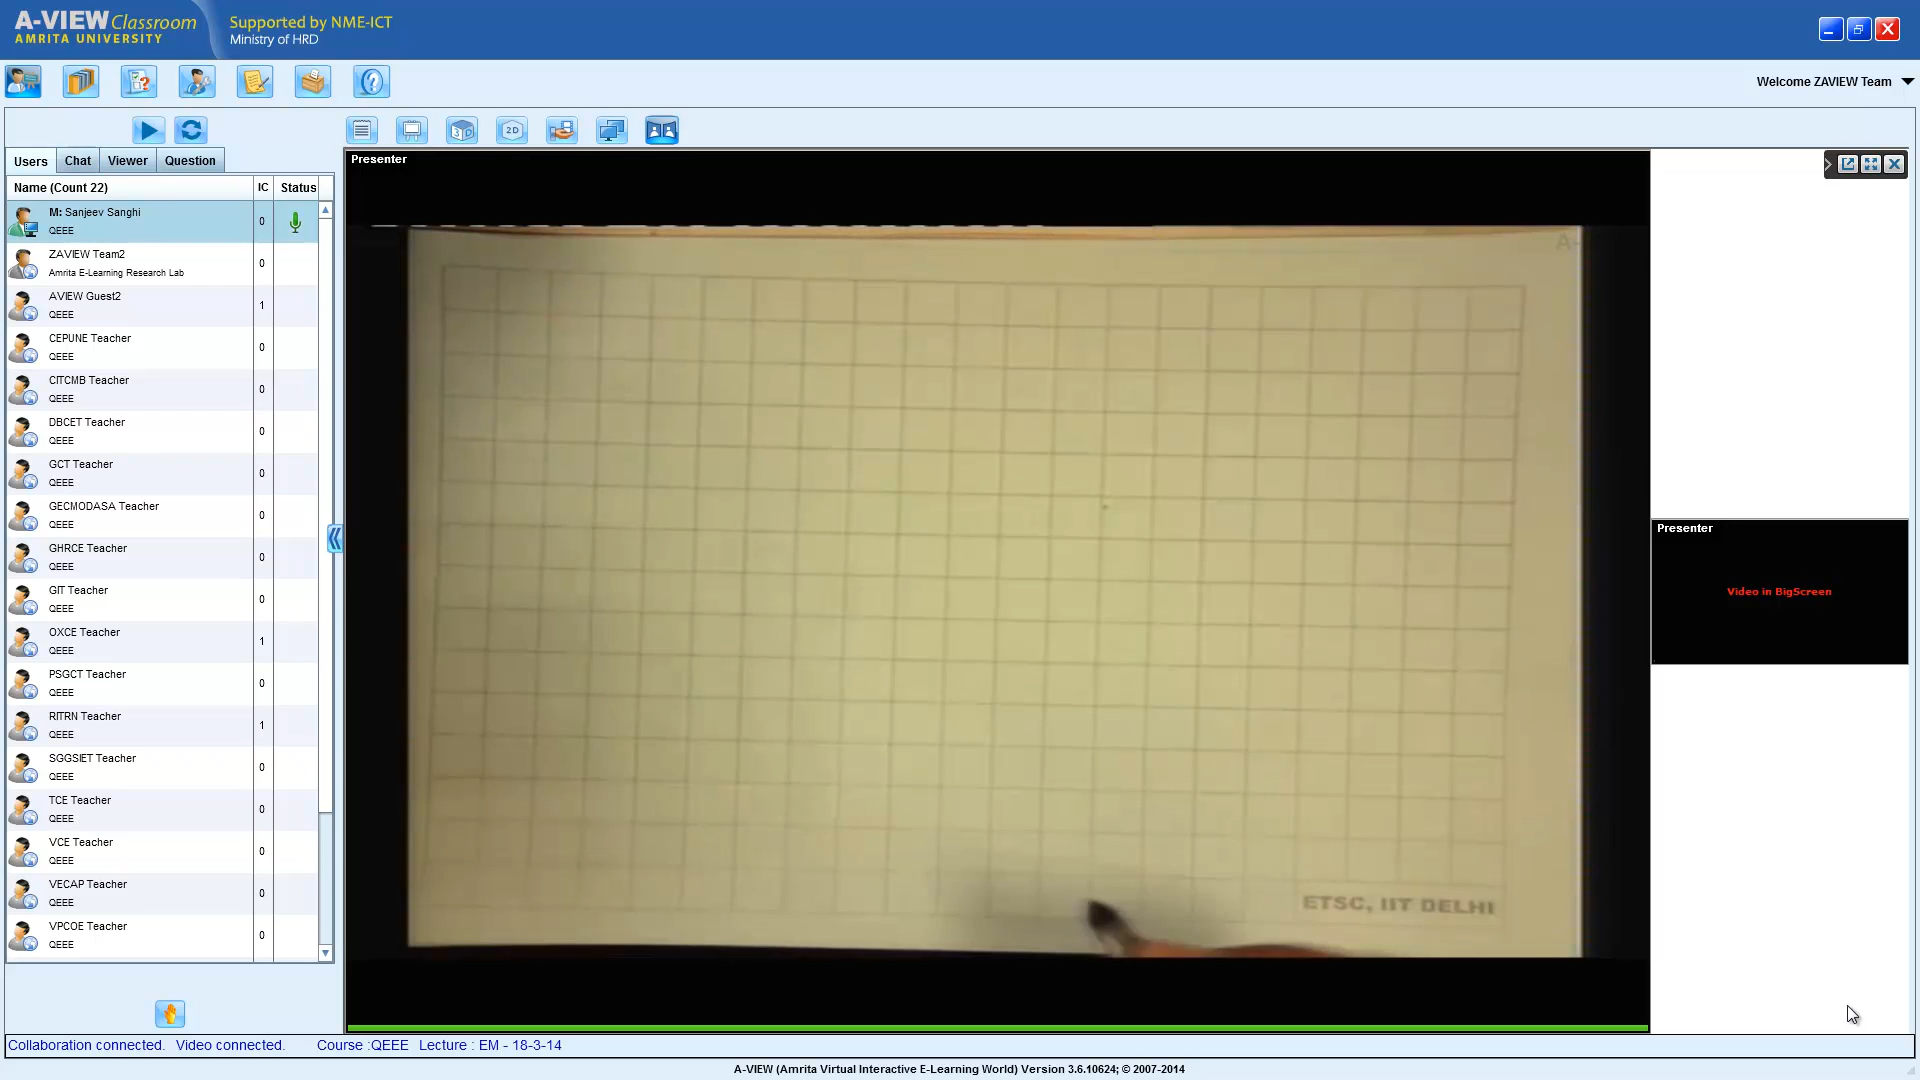 A-VIEW Classroom
AMRITA UNIVERSITY
Supported by NME-ICT
Ministry of HRD
Welcome ZAVIEW Team
3D
2D
Users
Chat
Viewer
Question
Name (Count 22)
IC
Status
M: Sanjeev Sanghi
QEEE
0
ZAVIEW Team2
Amrita E-Learning Research Lab
0
AVIEW Guest2
QEEE
1
CEPUNE Teacher
QEEE
0
CITCMB Teacher
QEEE
0
DBCET Teacher
QEEE
0
GCT Teacher
QEEE
0
GECMODASA Teacher
QEEE
0
GHRCE Teacher
QEEE
0
GIT Teacher
QEEE
0
OXCE Teacher
QEEE
1
PSGCT Teacher
QEEE
0
RITRN Teacher
QEEE
1
SGGSIET Teacher
QEEE
0
TCE Teacher
QEEE
0
VCE Teacher
QEEE
0
VECAP Teacher
QEEE
0
VPCOE Teacher
QEEE
0
Presenter
A-
ETSC, IIT DELHI
Presenter
Video in BigScreen
Collaboration connected. Video connected. Course :QEEE Lecture : EM - 18-3-14
A-VIEW (Amrita Virtual Interactive E-Learning World) Version 3.6.10624; © 2007-2014